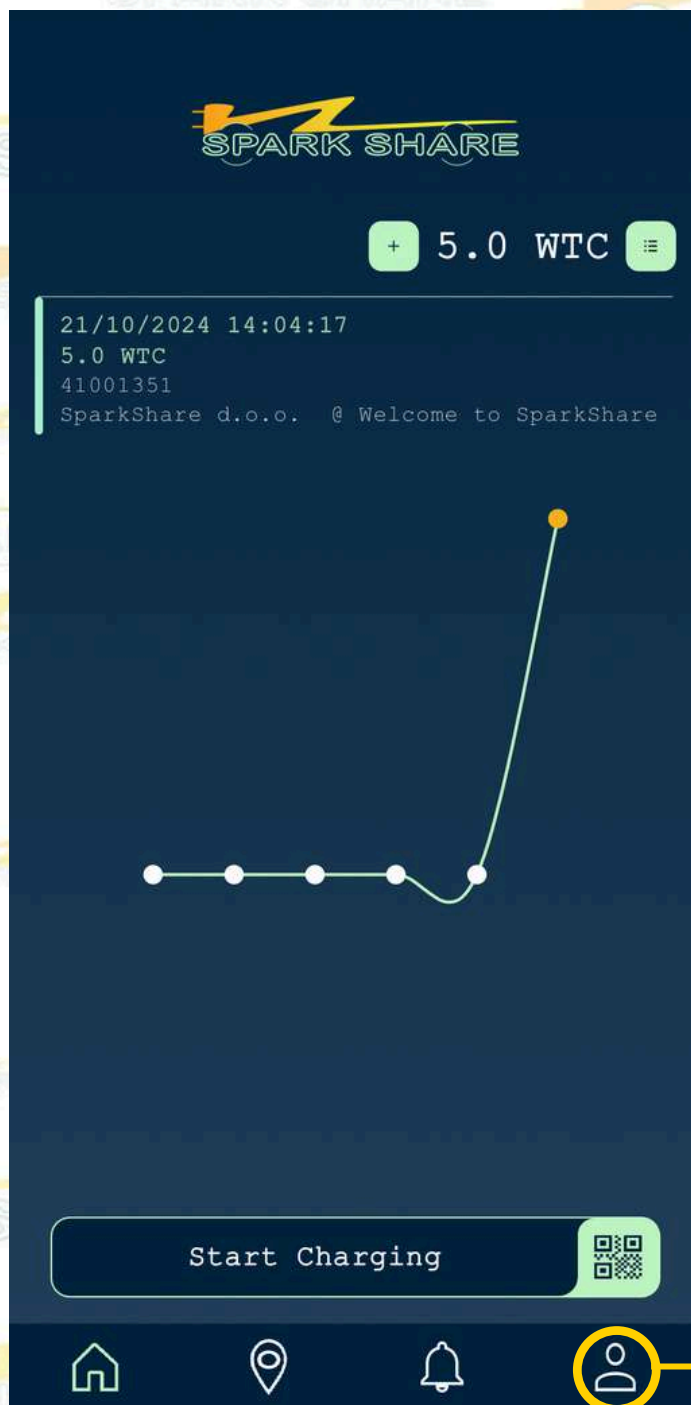 SPARK SHARE
+ 5.0 WTC
21/10/2024 14:04:17
5.0 WTC
41001351
SparkShare d.o.o. @ Welcome to SparkShare
Start Charging